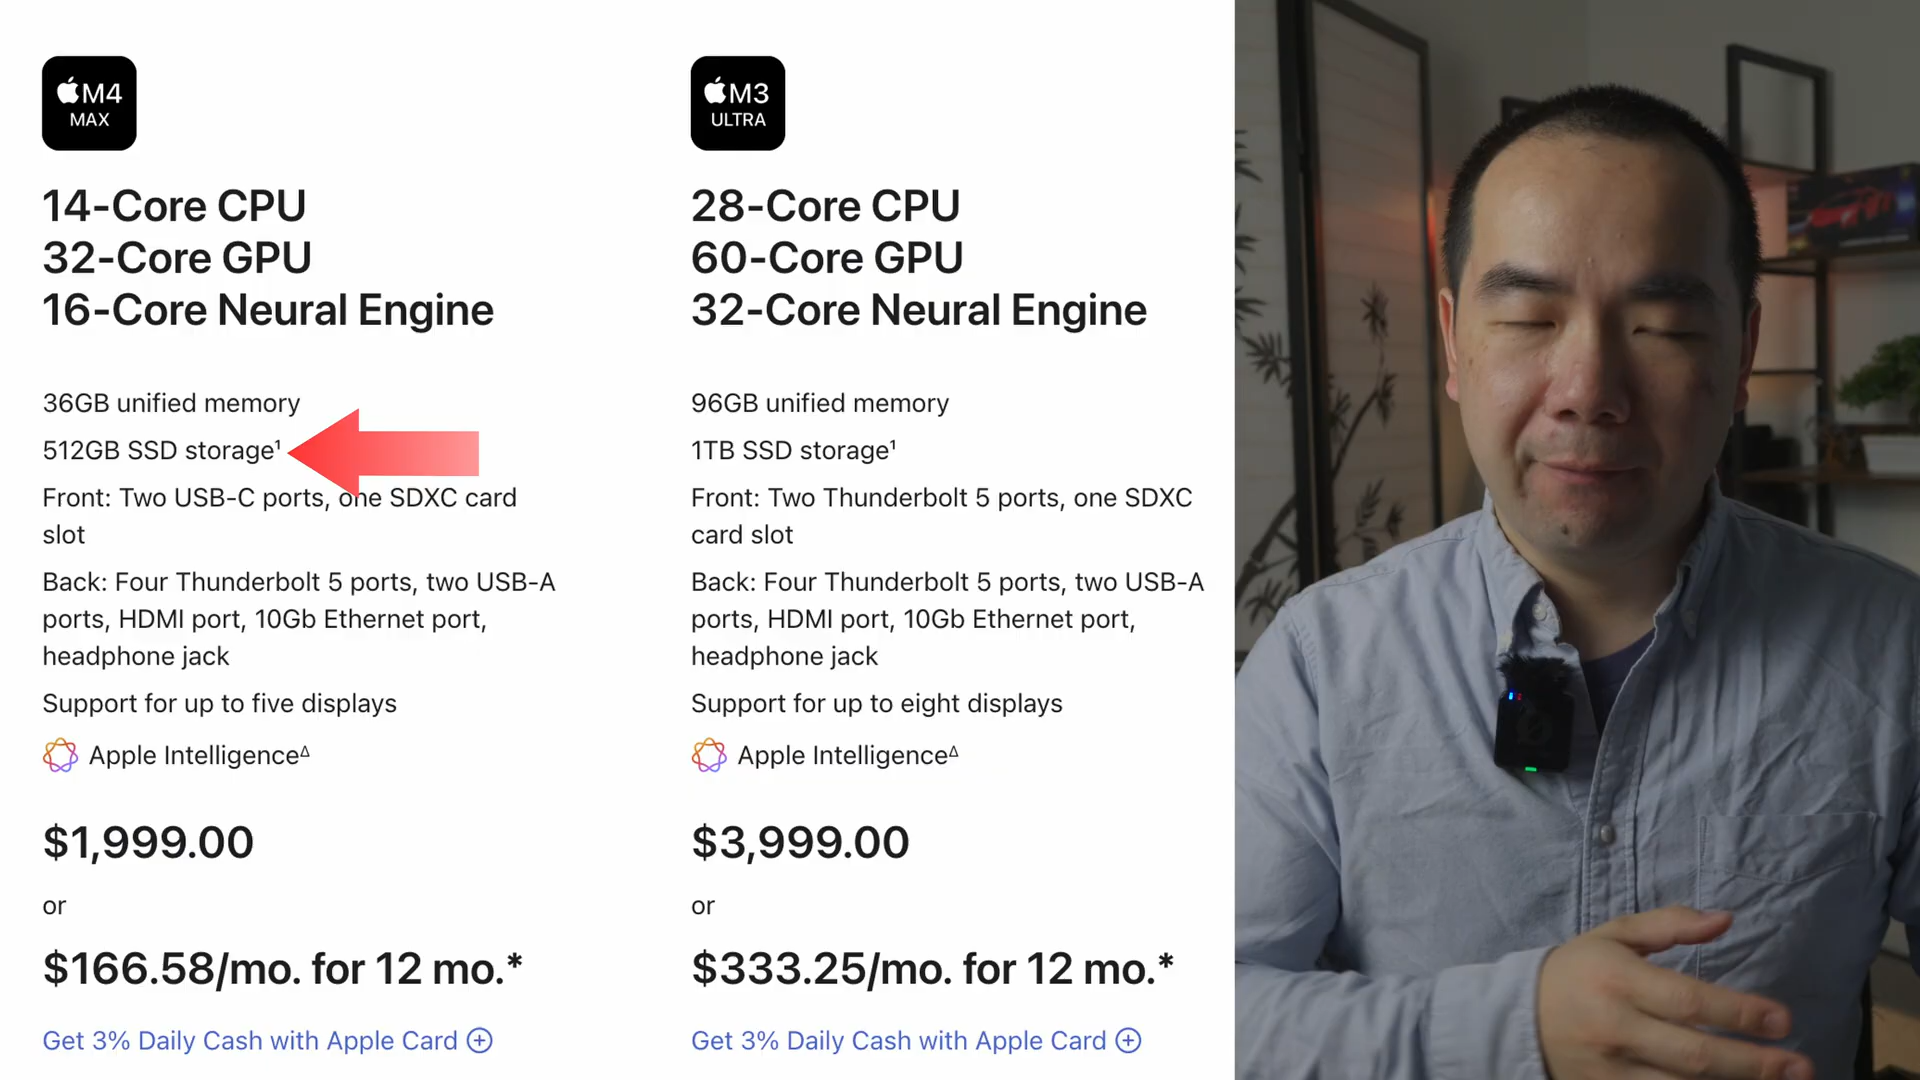 M4
MAX
14-Core CPU
32-Core GPU
16-Core Neural Engine
36GB unified memory
512GB SSD storage¹
Front: Two USB-C ports, one SDXC card
slot
Back: Four Thunderbolt 5 ports, two USB-A
ports, HDMI port, 10Gb Ethernet port,
headphone jack
Support for up to five displays
Apple Intelligence∆
$1,999.00
or
$166.58/mo. for 12 mo.*
Get 3% Daily Cash with Apple Card
M3
ULTRA
28-Core CPU
60-Core GPU
32-Core Neural Engine
96GB unified memory
1TB SSD storage¹
Front: Two Thunderbolt 5 ports, one SDXC
card slot
Back: Four Thunderbolt 5 ports, two USB-A
ports, HDMI port, 10Gb Ethernet port,
headphone jack
Support for up to eight displays
Apple Intelligence∆
$3,999.00
or
$333.25/mo. for 12 mo.*
Get 3% Daily Cash with Apple Card